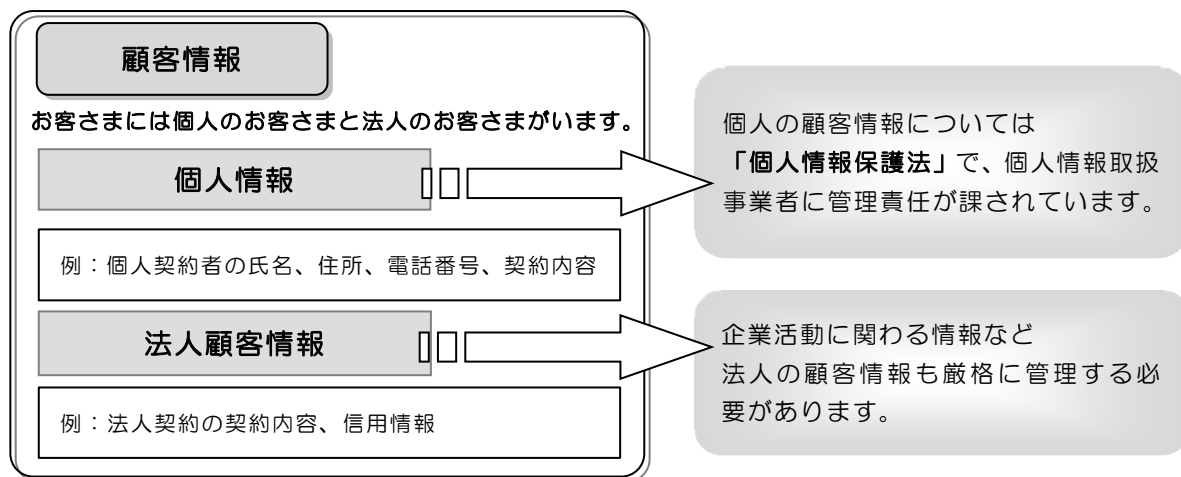 顧客情報
お客さまには個人のお客さまと法人のお客さまがいます。
個人情報
例：個人契約者の氏名、住所、電話番号、契約内容
法人顧客情報
例：法人契約の契約内容、信用情報
個人の顧客情報については
「個人情報保護法」で、個人情報取扱
事業者に管理責任が課されています。
企業活動に関わる情報など
法人の顧客情報も厳格に管理する必
要があります。